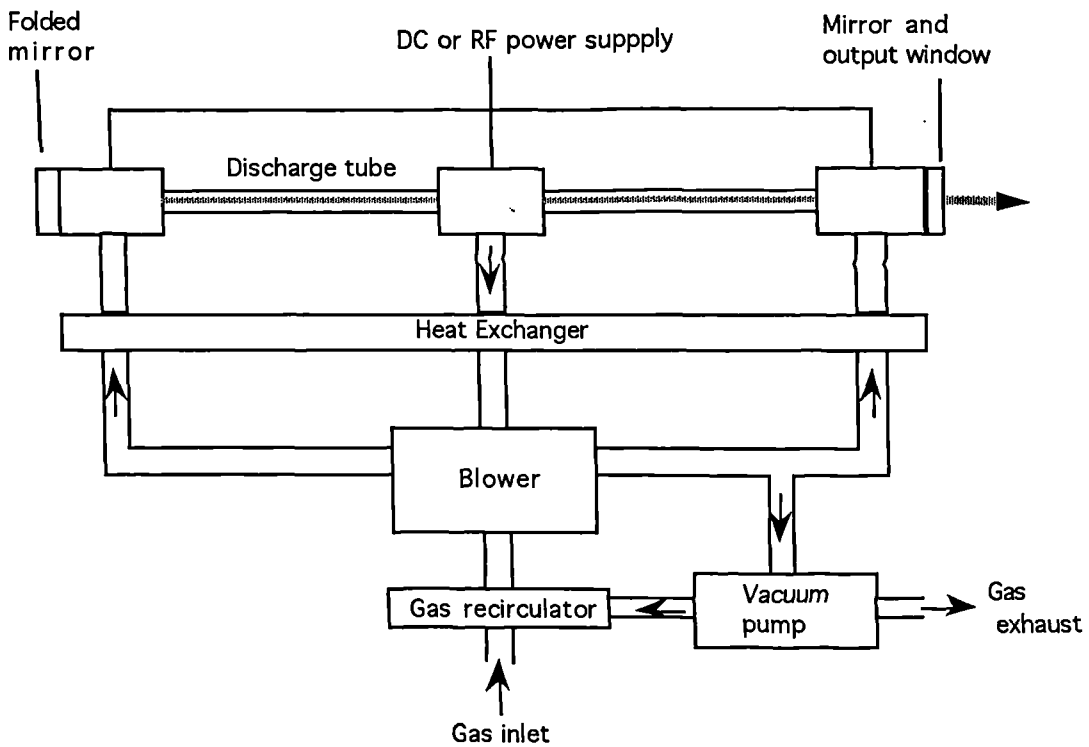 Folded
mirror
DC or RF power suppply
Mirror and
output window
Discharge tube
Heat Exchanger
Blower
Gas recirculator
Vacuum
pump
Gas
exhaust
Gas inlet